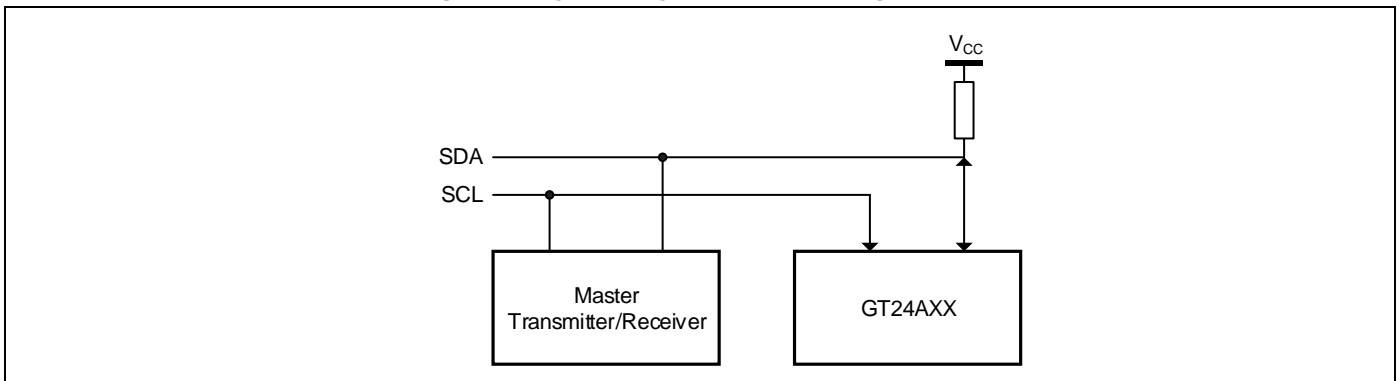 VCC
SDA
SCL
Master
Transmitter/Receiver
GT24AXX